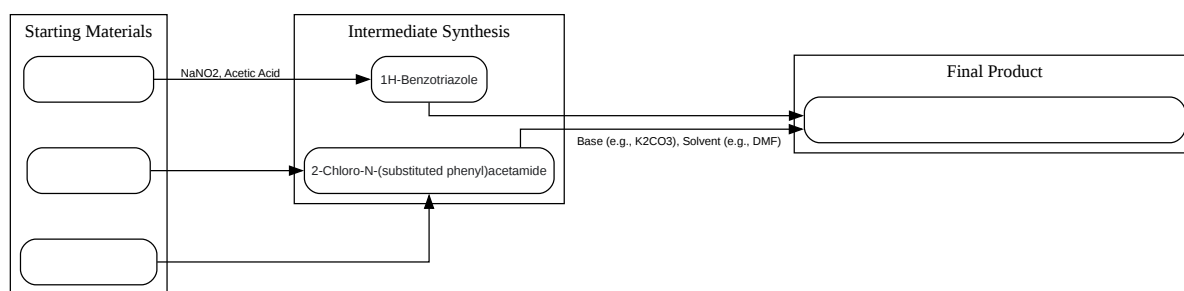 Starting Materials
Intermediate Synthesis
Final Product
NaNO2, Acetic Acid
1H-Benzotriazole
Base (e.g., K2CO3), Solvent (e.g., DMF)
2-Chloro-N-(substituted phenyl)acetamide